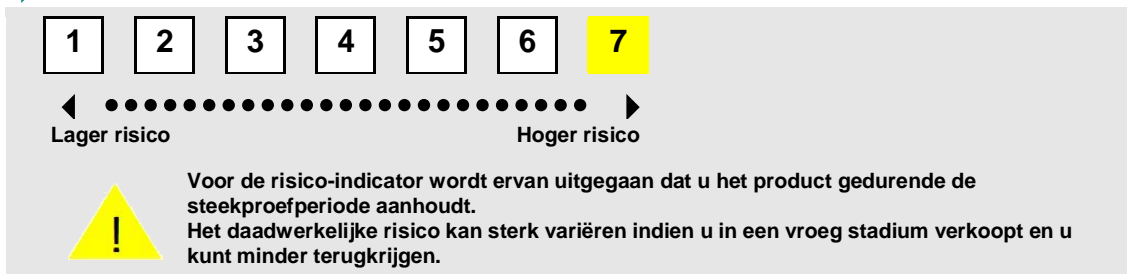 1 2 3 4 5 6 7
Lager risico Hoger risico
!
Voor de risico-indicator wordt ervan uitgegaan dat u het product gedurende de
steekproefperiode aanhoudt.
Het daadwerkelijke risico kan sterk variëren indien u in een vroeg stadium verkoopt en u
kunt minder terugkrijgen.